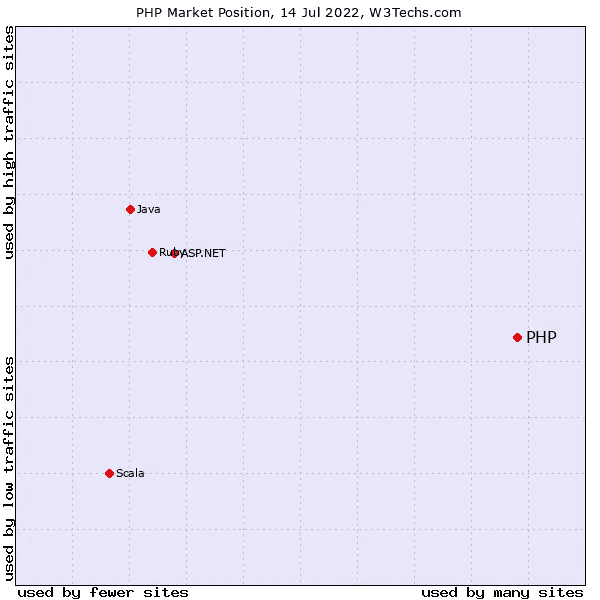 PHP Market Position, 14 Jul 2022, W3Techs.com
used by high traffic sites
Java
Ruby
ASP.NET
PHP
used by low traffic sites
Scala
used by fewer sites
used by many sites